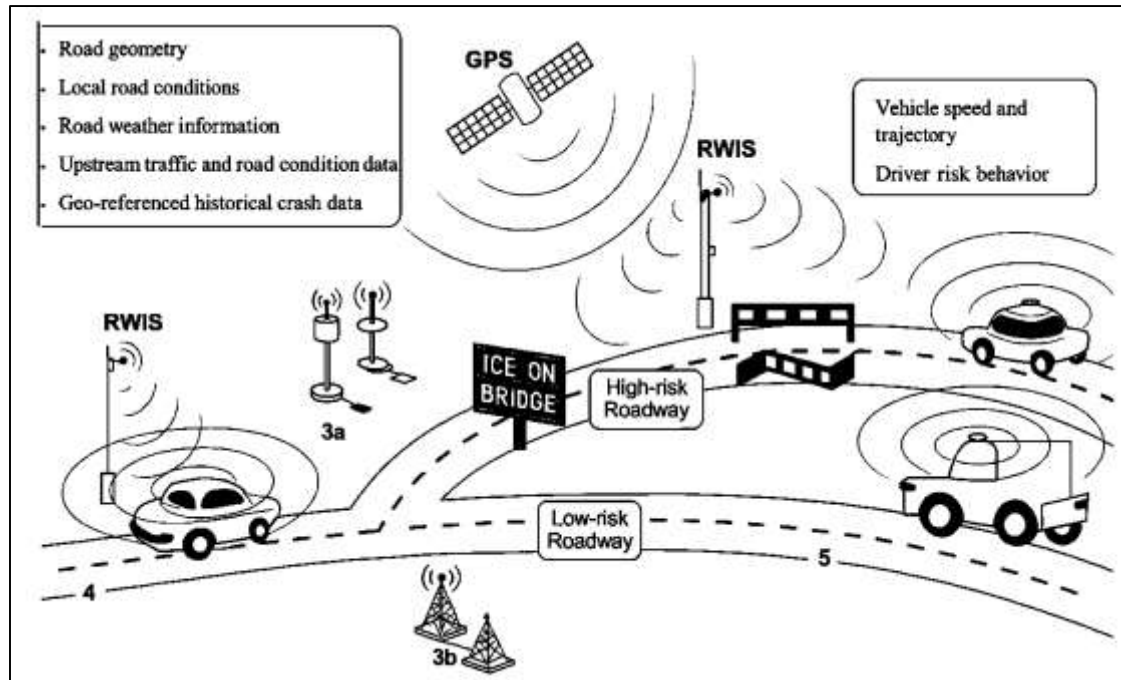 Road geometry
Local road conditions
Road weather information
Upstream traffic and road condition data
Geo-referenced historical crash data
GPS
RWIS
Vehicle speed and
trajectory
Driver risk behavior
RWIS
3a
ICE ON
BRIDGE
High-risk
Roadway
Low-risk
Roadway
4
5
3b